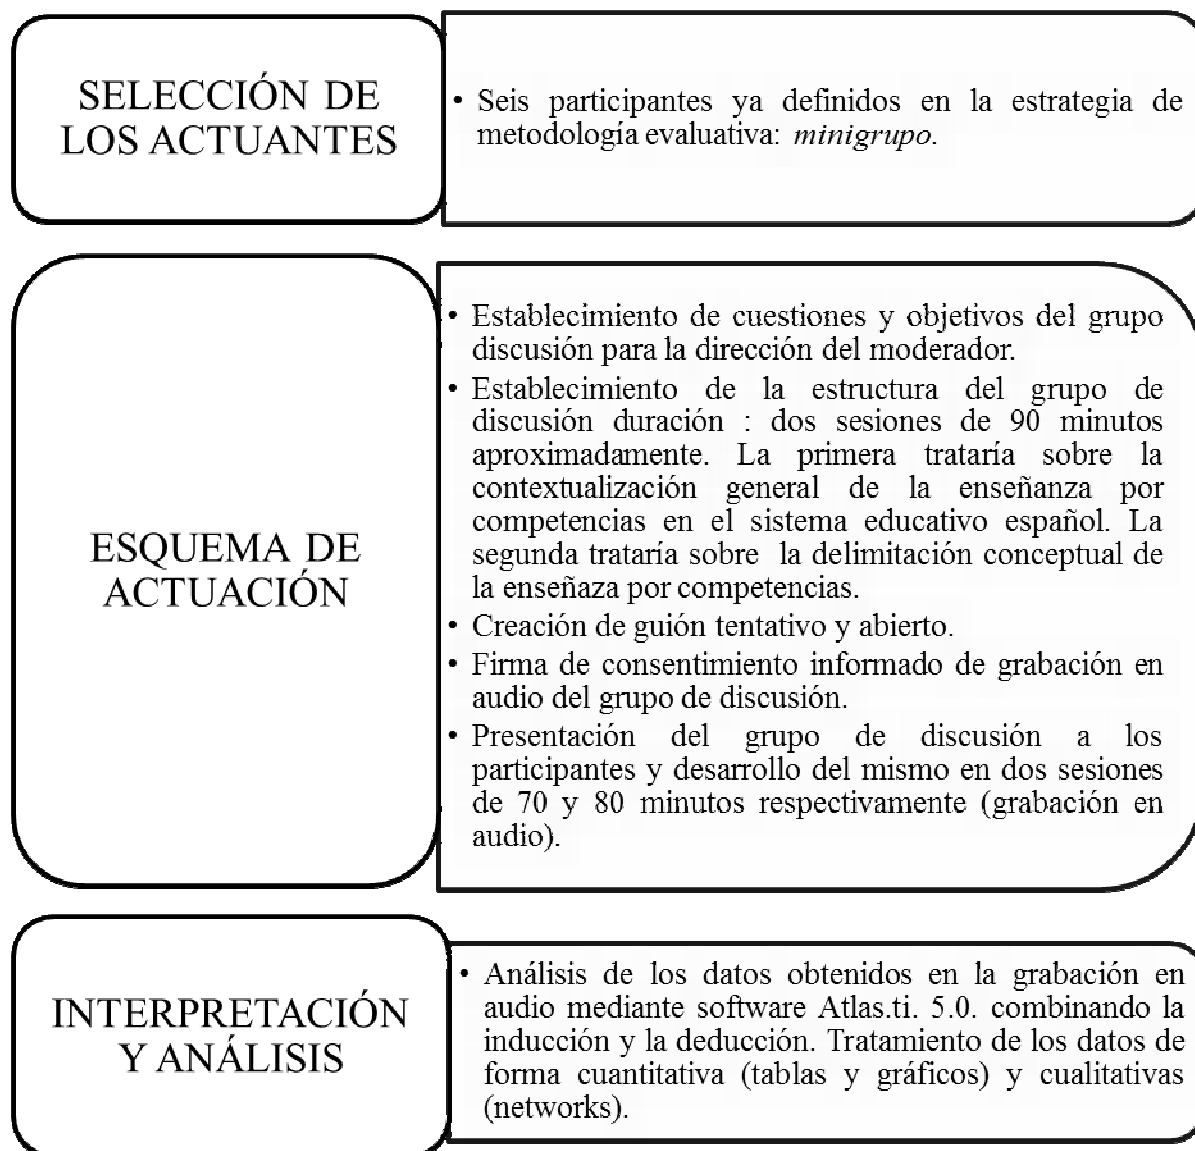 SELECCIÓN DE
LOS ACTUANTES
• Seis participantes ya definidos en la estrategia de
metodología evaluativa: minigrupo.
ESQUEMA DE
ACTUACIÓN
• Establecimiento de cuestiones y objetivos del grupo
discusión para la dirección del moderador.
• Establecimiento de la estructura del grupo de
discusión duración : dos sesiones de 90 minutos
aproximadamente. La primera trataría sobre la
contextualización general de la enseñanza por
competencias en el sistema educativo español. La
segunda trataría sobre la delimitación conceptual de
la enseñaza por competencias.
• Creación de guión tentativo y abierto.
• Firma de consentimiento informado de grabación en
audio del grupo de discusión.
• Presentación del grupo de discusión a los
participantes y desarrollo del mismo en dos sesiones
de 70 y 80 minutos respectivamente (grabación en
audio).
INTERPRETACIÓN
Y ANÁLISIS
• Análisis de los datos obtenidos en la grabación en
audio mediante software Atlas.ti. 5.0. combinando la
inducción y la deducción. Tratamiento de los datos de
forma cuantitativa (tablas y gráficos) y cualitativas
(networks).